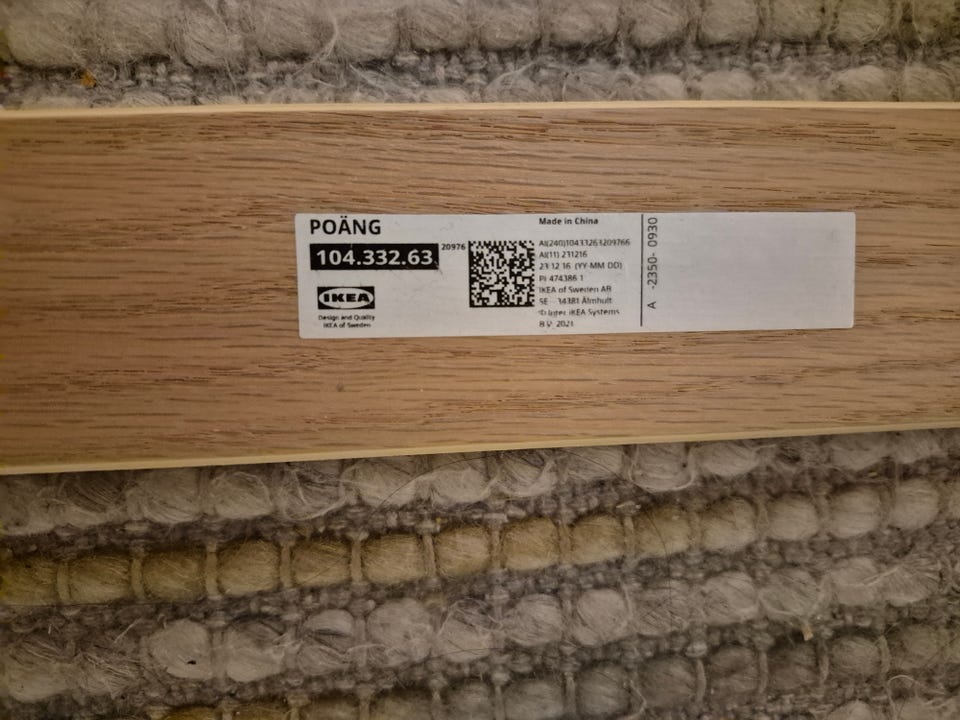 POÄNG
104.332.63
20976
IKEA
Design and Quality
IKEA of Sweden
Made in China
AI(240)10433263209766
AI(11) 231216
23 12 16 (YY-MM DD)
PI 474386 1
IKEA of Sweden AB
SE - 34381 Älmhult
© Inter IKEA Systems
B V 2021
A -2350- 0930